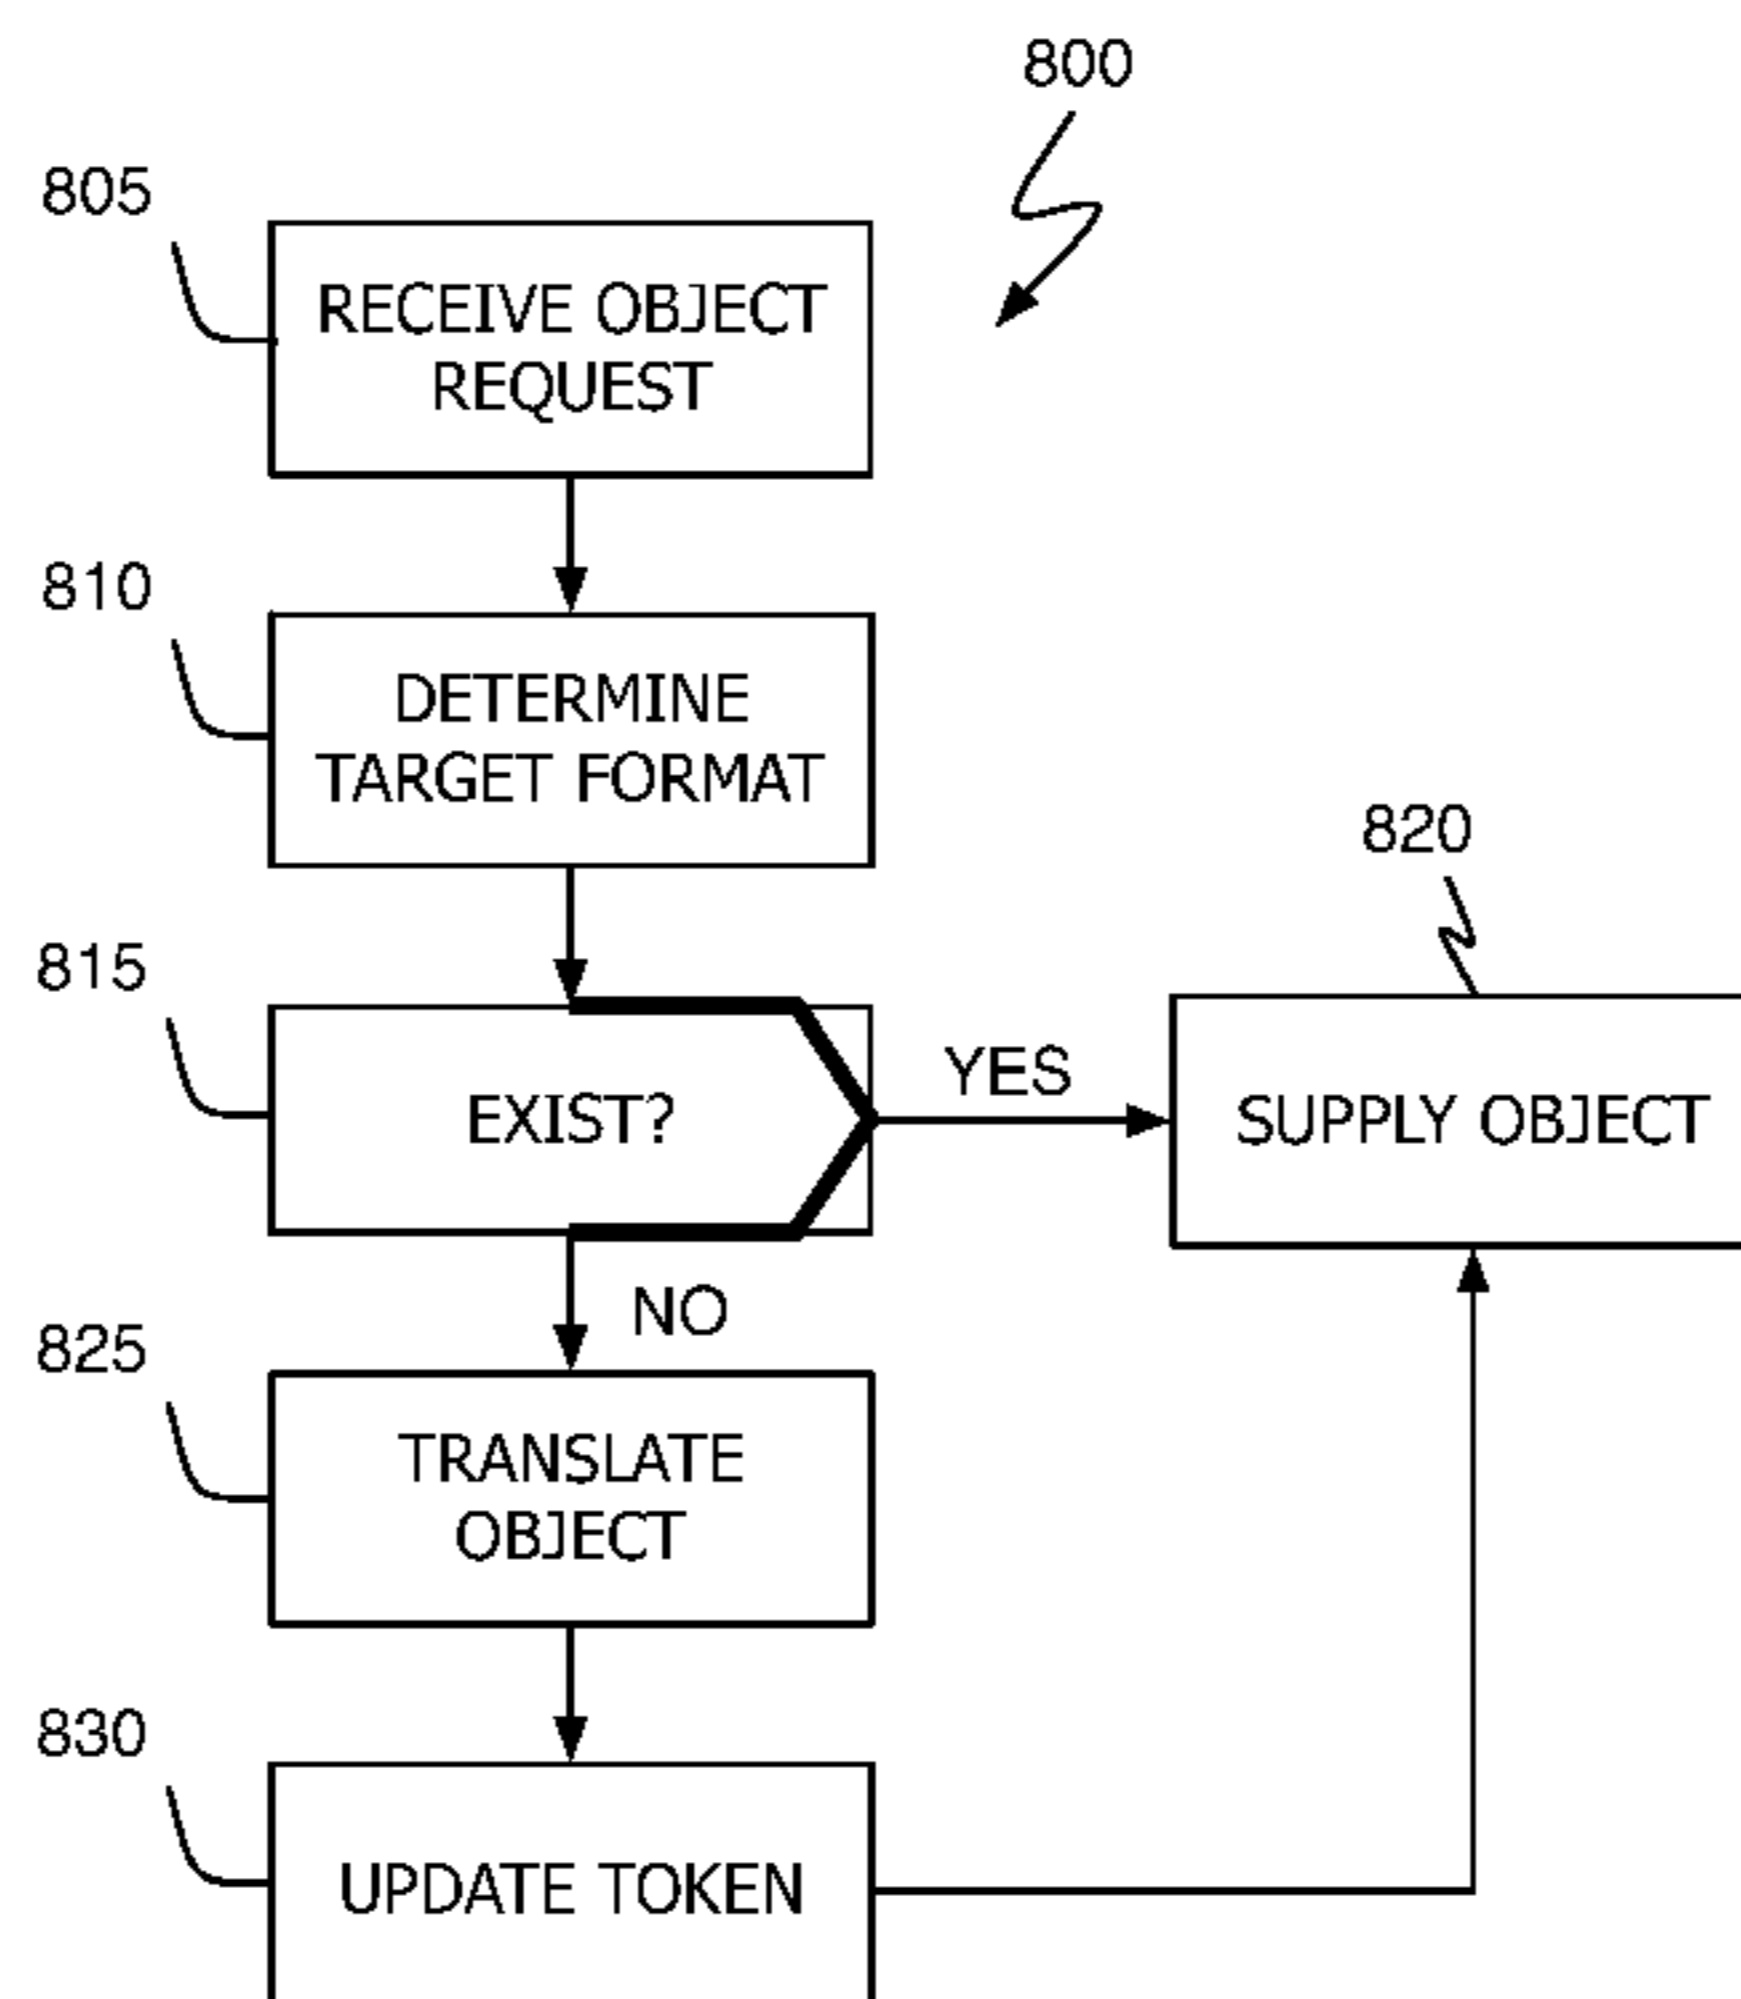 800
805
RECEIVE OBJECT
REQUEST
810
DETERMINE
TARGET FORMAT
820
815
EXIST?
YES
SUPPLY OBJECT
NO
825
TRANSLATE
OBJECT
830
UPDATE TOKEN